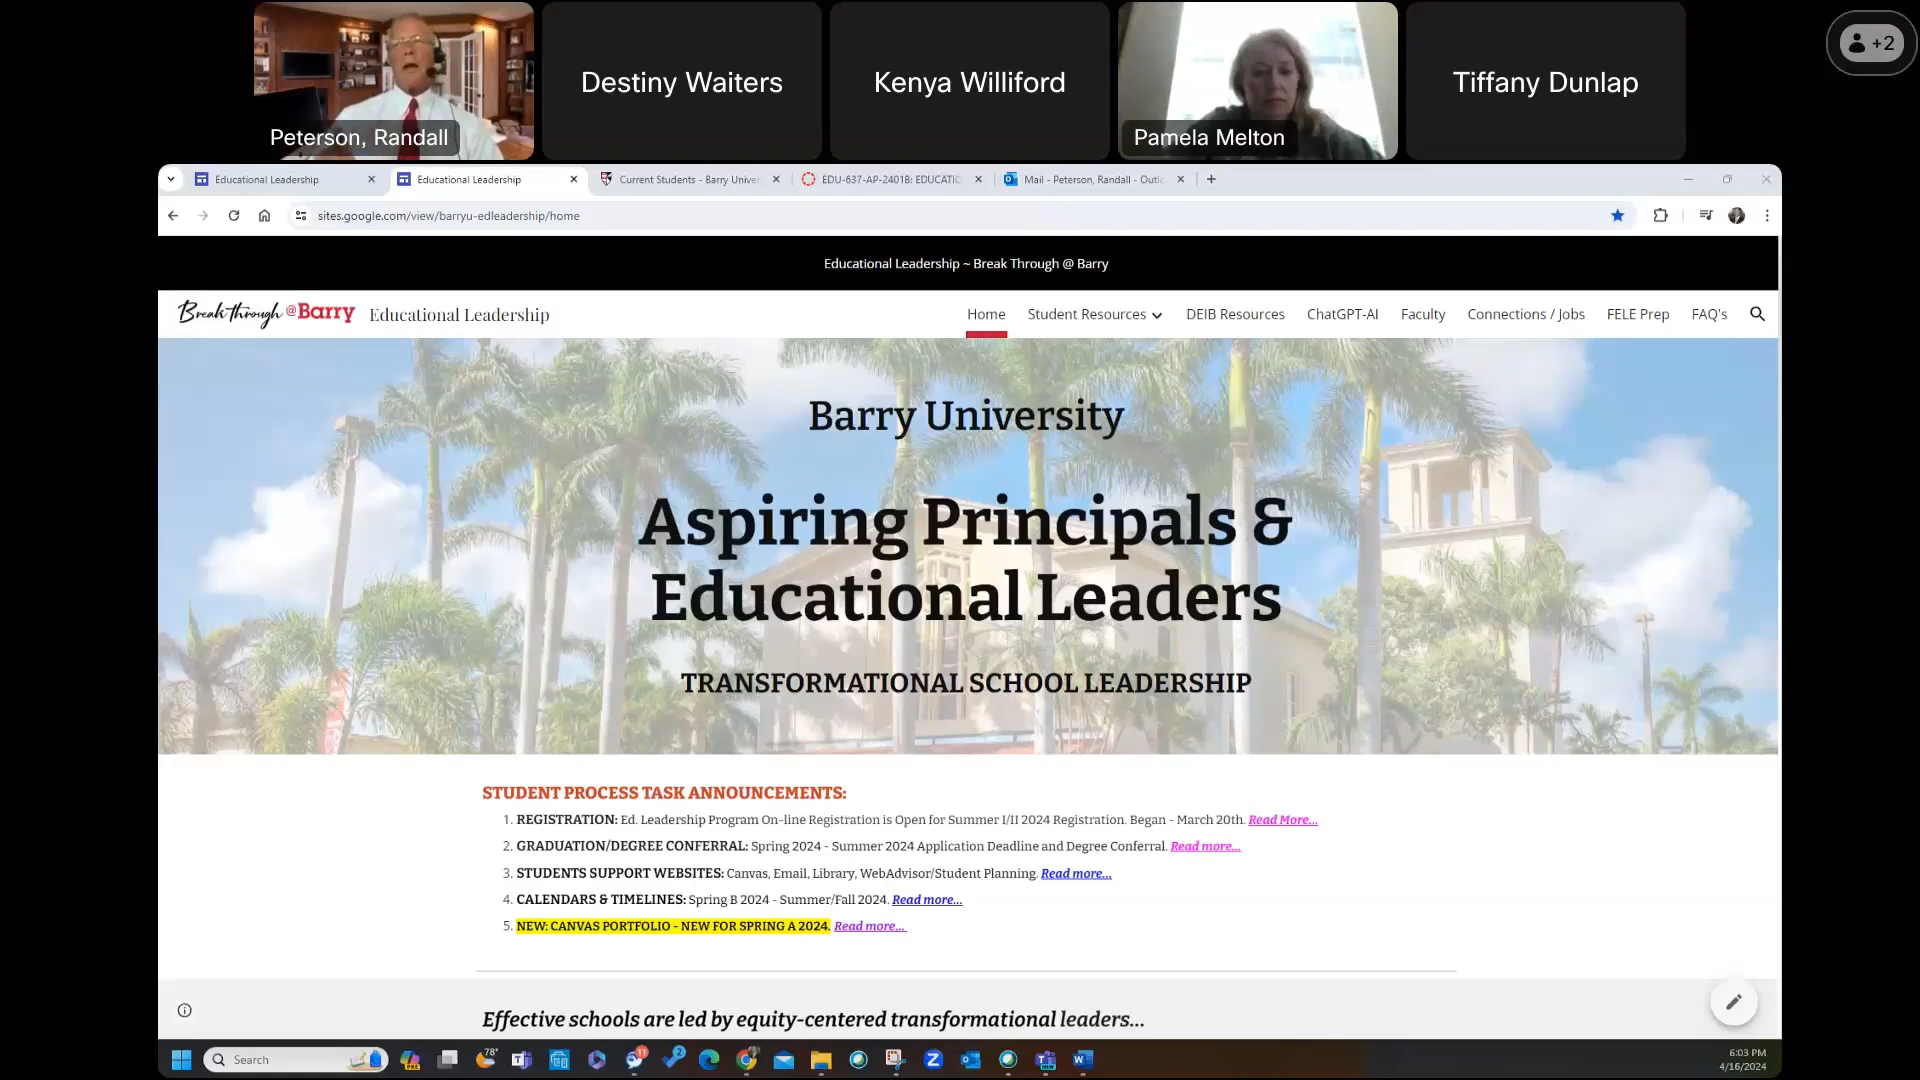 Peterson, Randall
Destiny Waiters
Kenya Williford
Pamela Melton
Tiffany Dunlap
+2
Educational Leadership
Educational Leadership
Current Students - Barry Unive
EDU-637-AP-2401B: EDUCATIO
Mail - Peterson, Randall - Outlo
sites.google.com/view/barryu-edleadership/home
Educational Leadership ~ Break Through @ Barry
Break through @Barry Educational Leadership
Home Student Resources DEIB Resources ChatGPT-AI Faculty Connections / Jobs FELE Prep FAQ's
Barry University
Aspiring Principals &
Educational Leaders
TRANSFORMATIONAL SCHOOL LEADERSHIP
STUDENT PROCESS TASK ANNOUNCEMENTS:
1. REGISTRATION: Ed. Leadership Program On-line Registration is Open for Summer I/II 2024 Registration. Began - March 20th. Read More...
2. GRADUATION/DEGREE CONFERRAL: Spring 2024 - Summer 2024 Application Deadline and Degree Conferral. Read more...
3. STUDENTS SUPPORT WEBSITES: Canvas, Email, Library, WebAdvisor/Student Planning. Read more...
4. CALENDARS & TIMELINES: Spring B 2024 - Summer/Fall 2024. Read more...
5. NEW: CANVAS PORTFOLIO - NEW FOR SPRING A 2024. Read more...
Effective schools are led by equity-centered transformational leaders...
Search
78°
11
2
6:03 PM
4/16/2024